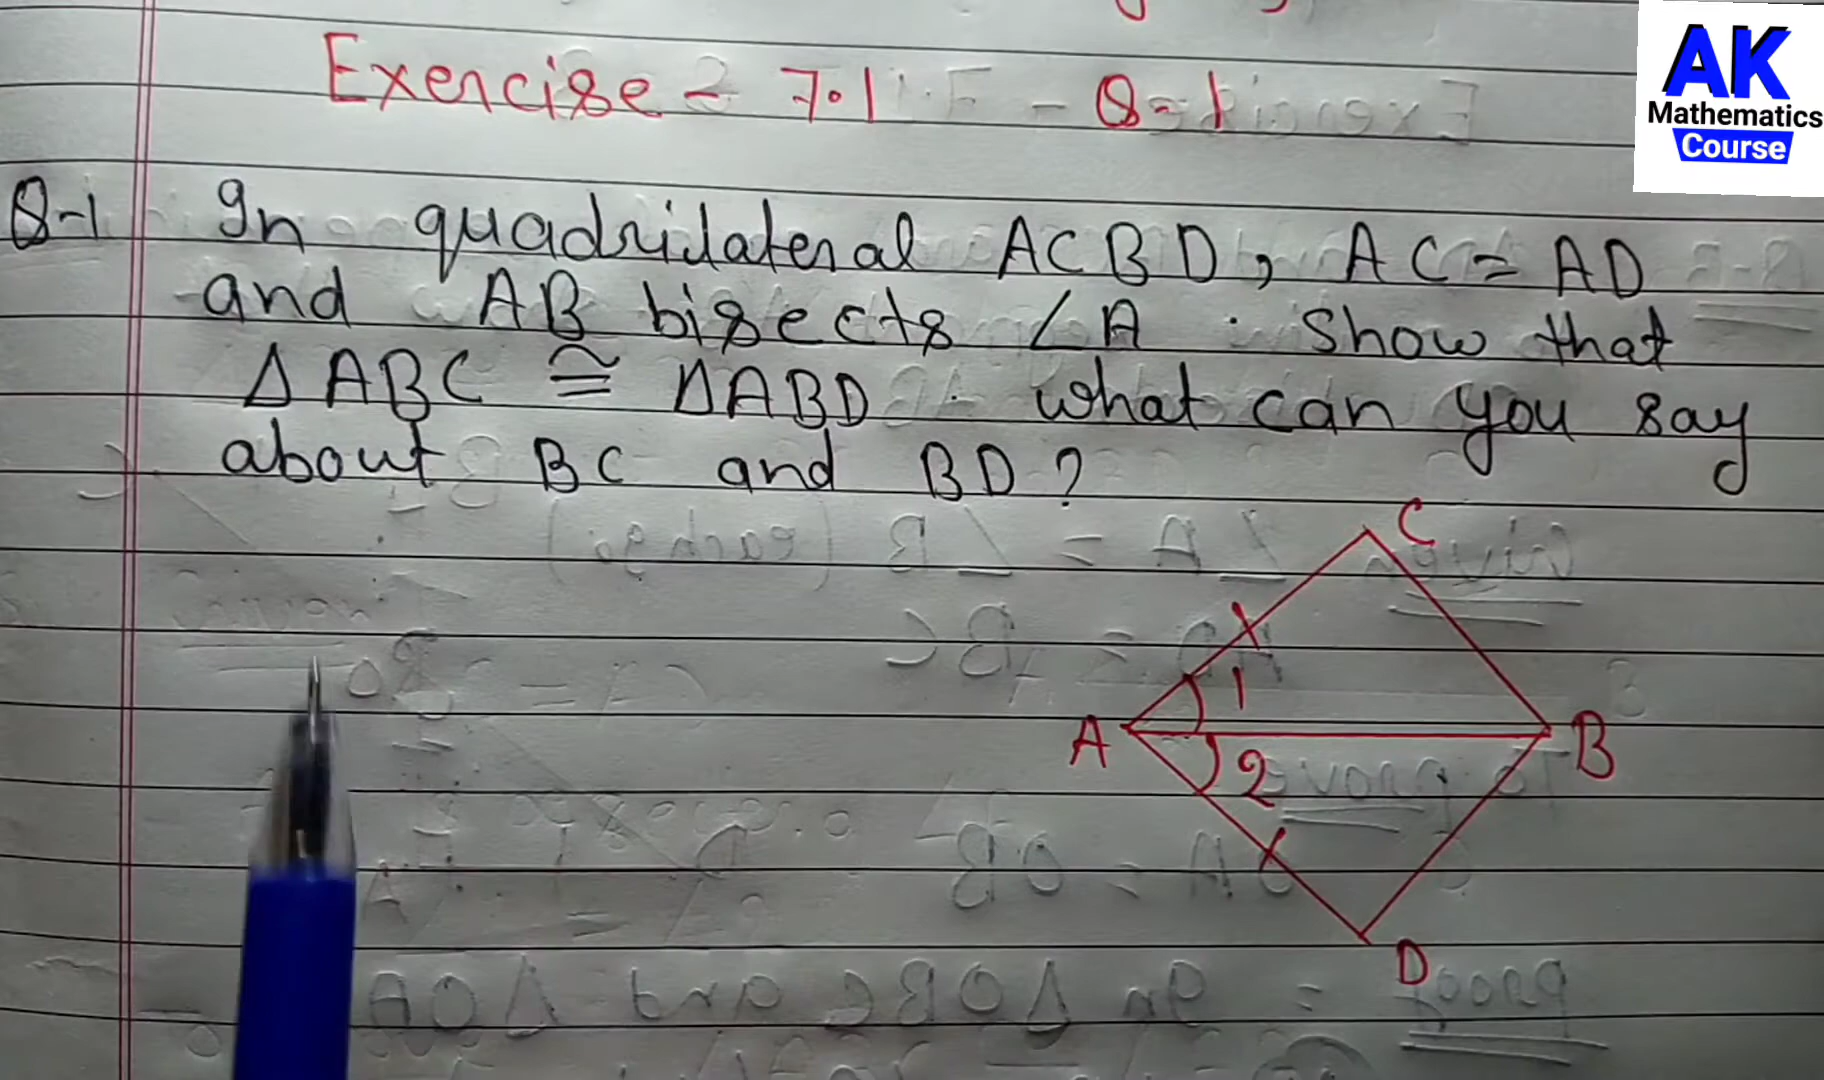 Exercise - 7.1 Q-1
AK
Mathematics
Course
Q-1 In quadrilateral ACBD, AC = AD
and AB bisects ∠A . Show that
Δ ABC ≅ ΔABD . What can you say
about BC and BD?
C
1
A B
2
D